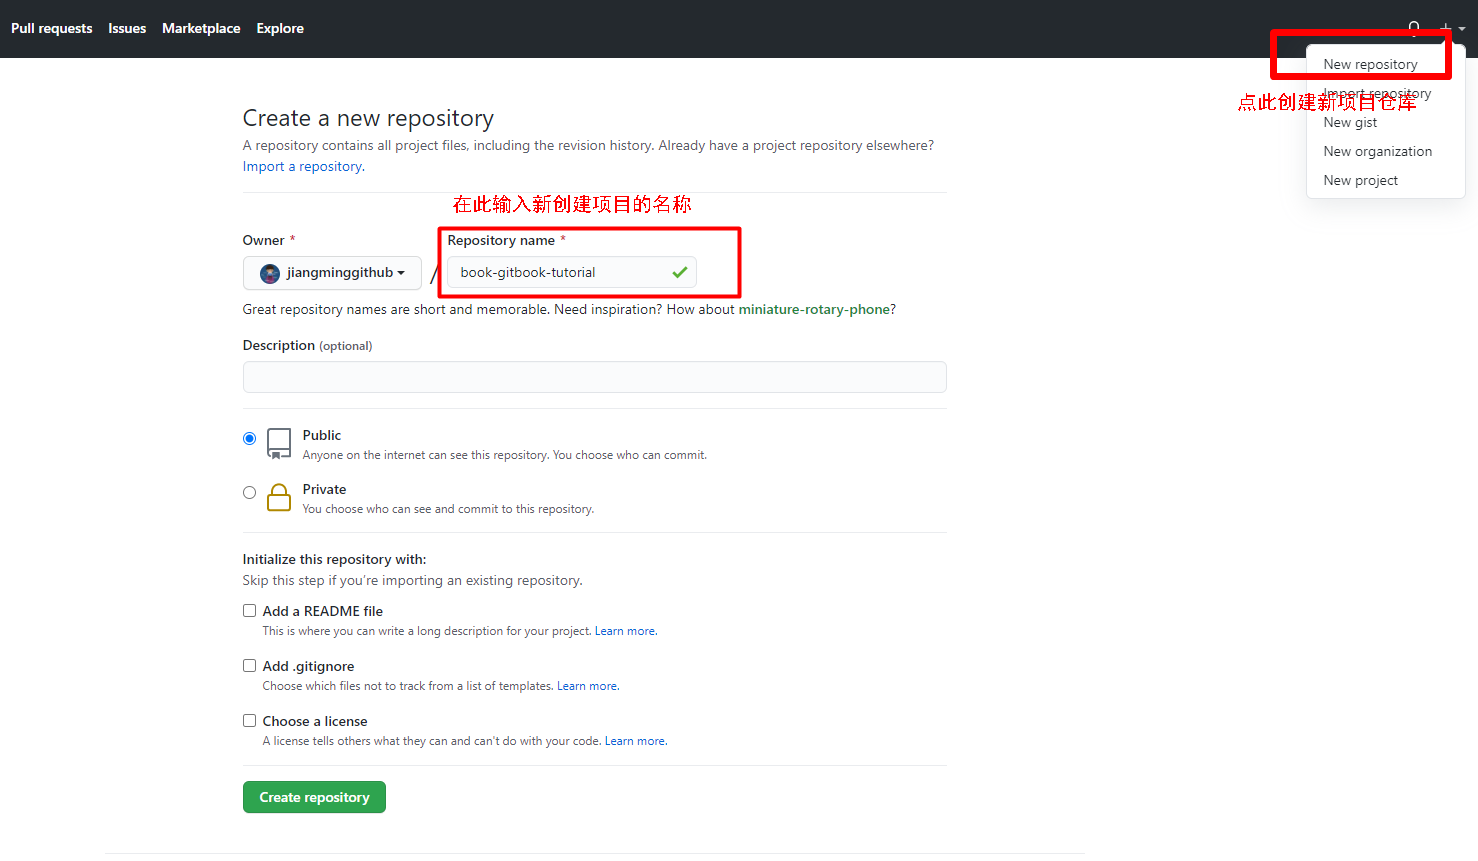 Pull requests Issues Marketplace Explore
New repository
Import repository
点此创建新项目仓库
New gist
New organization
New project
Create a new repository
A repository contains all project files, including the revision history. Already have a project repository elsewhere?
Import a repository.
在此输入新创建项目的名称
Owner * Repository name *
jiangminggithub / book-gitbook-tutorial
Great repository names are short and memorable. Need inspiration? How about miniature-rotary-phone?
Description (optional)
Public
Anyone on the internet can see this repository. You choose who can commit.
Private
You choose who can see and commit to this repository.
Initialize this repository with:
Skip this step if you're importing an existing repository.
Add a README file
This is where you can write a long description for your project. Learn more.
Add .gitignore
Choose which files not to track from a list of templates. Learn more.
Choose a license
A license tells others what they can and can't do with your code. Learn more.
Create repository